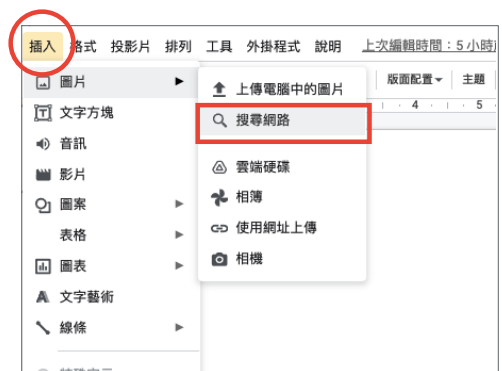 插入 格式 投影片 排列 工具 外掛程式 說明 上次編輯時間：5 小時
圖片
版面配置 主題
4 5
上傳電腦中的圖片
搜尋網路
雲端硬碟
相簿
使用網址上傳
相機
文字方塊
音訊
影片
圖案
表格
圖表
文字藝術
線條